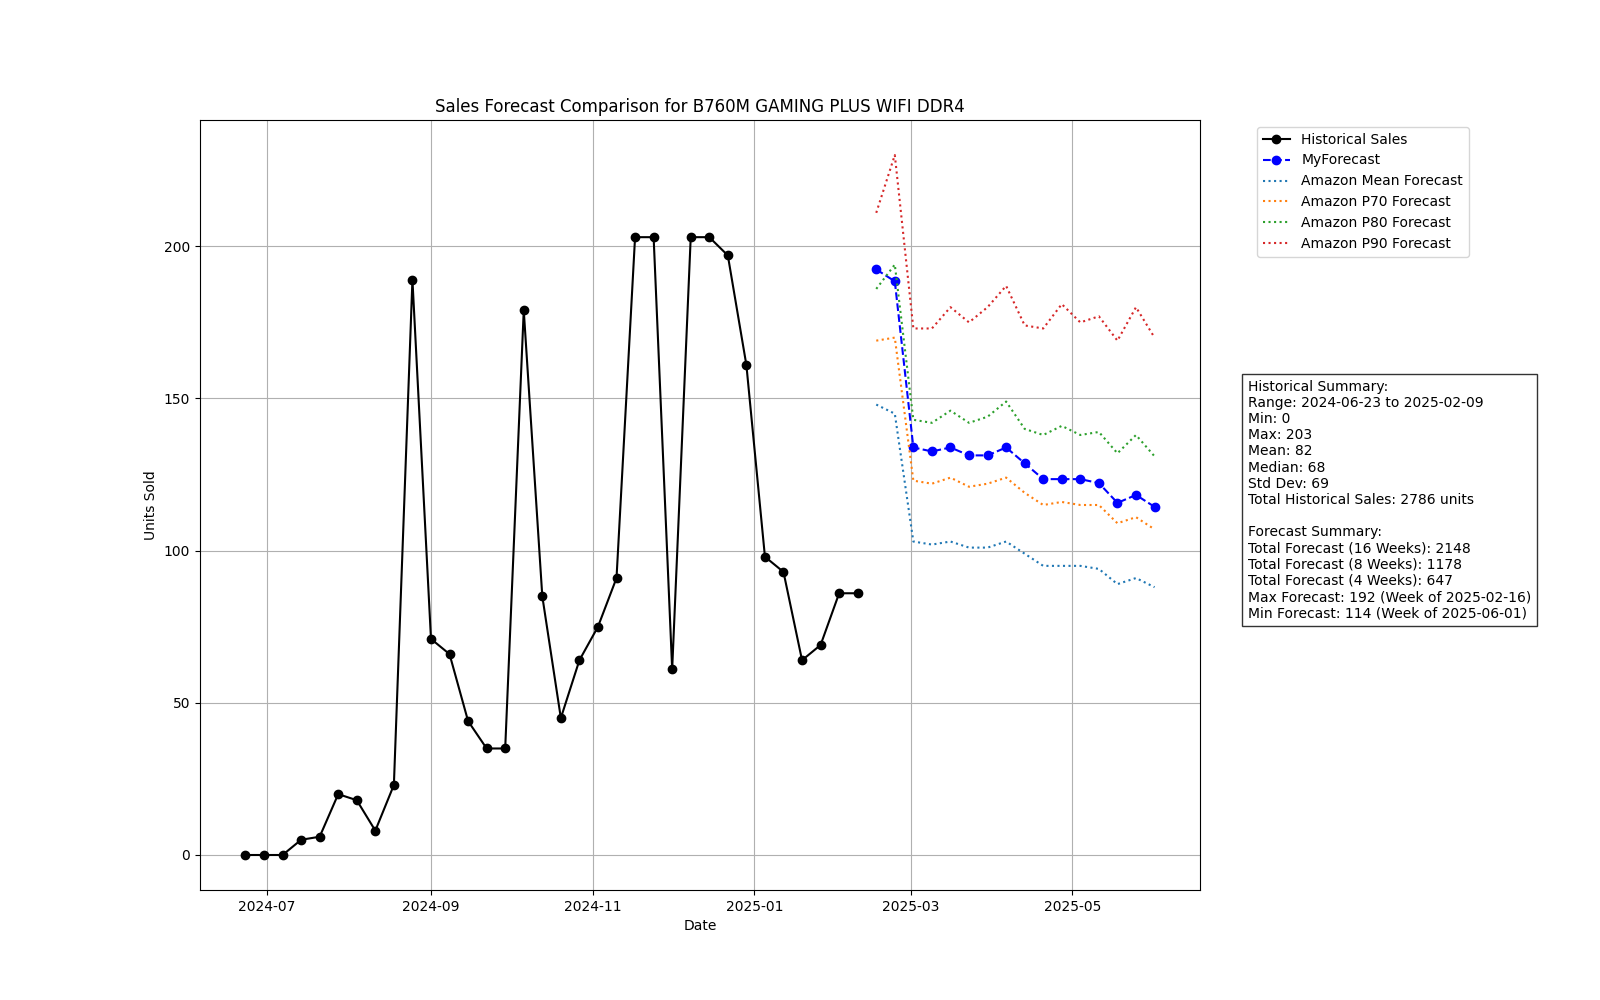 Sales Forecast Comparison for B760M GAMING PLUS WIFI DDR4
Units Sold
200
150
100
50
0
2024-07
2024-09
2024-11
2025-01
2025-03
2025-05
Date
Historical Sales
MyForecast
Amazon Mean Forecast
Amazon P70 Forecast
Amazon P80 Forecast
Amazon P90 Forecast
Historical Summary:
Range: 2024-06-23 to 2025-02-09
Min: 0
Max: 203
Mean: 82
Median: 68
Std Dev: 69
Total Historical Sales: 2786 units
Forecast Summary:
Total Forecast (16 Weeks): 2148
Total Forecast (8 Weeks): 1178
Total Forecast (4 Weeks): 647
Max Forecast: 192 (Week of 2025-02-16)
Min Forecast: 114 (Week of 2025-06-01)